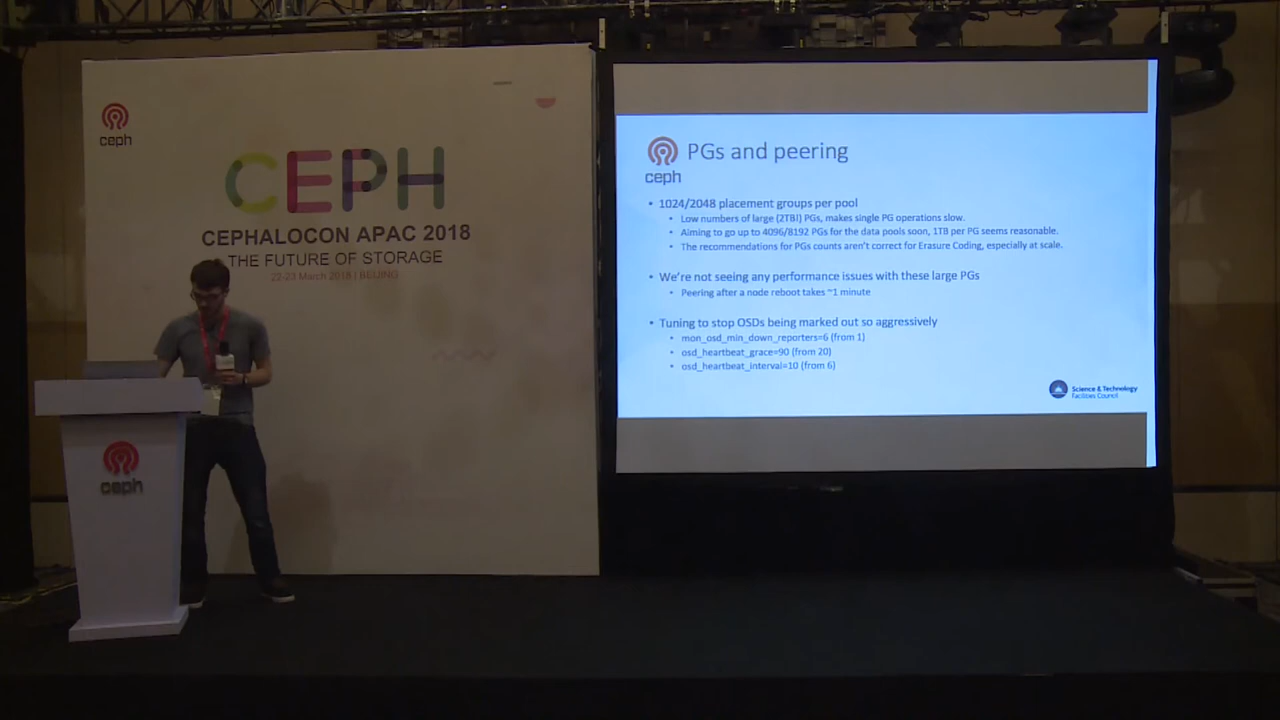 ceph
CEPH
CEPHALOCON APAC 2018
THE FUTURE OF STORAGE
22-23 March 2018 | BEIJING
ceph
ceph
PGs and peering
• 1024/2048 placement groups per pool
• Low numbers of large (2TB!) PGs, makes single PG operations slow.
• Aiming to go up to 4096/8192 PGs for the data pools soon, 1TB per PG seems reasonable.
• The recommendations for PGs counts aren't correct for Erasure Coding, especially at scale.
• We're not seeing any performance issues with these large PGs
• Peering after a node reboot takes ~1 minute
• Tuning to stop OSDs being marked out so aggressively
• mon_osd_min_down_reporters=6 (from 1)
• osd_heartbeat_grace=90 (from 20)
• osd_heartbeat_interval=10 (from 6)
Science & Technology
Facilities Council